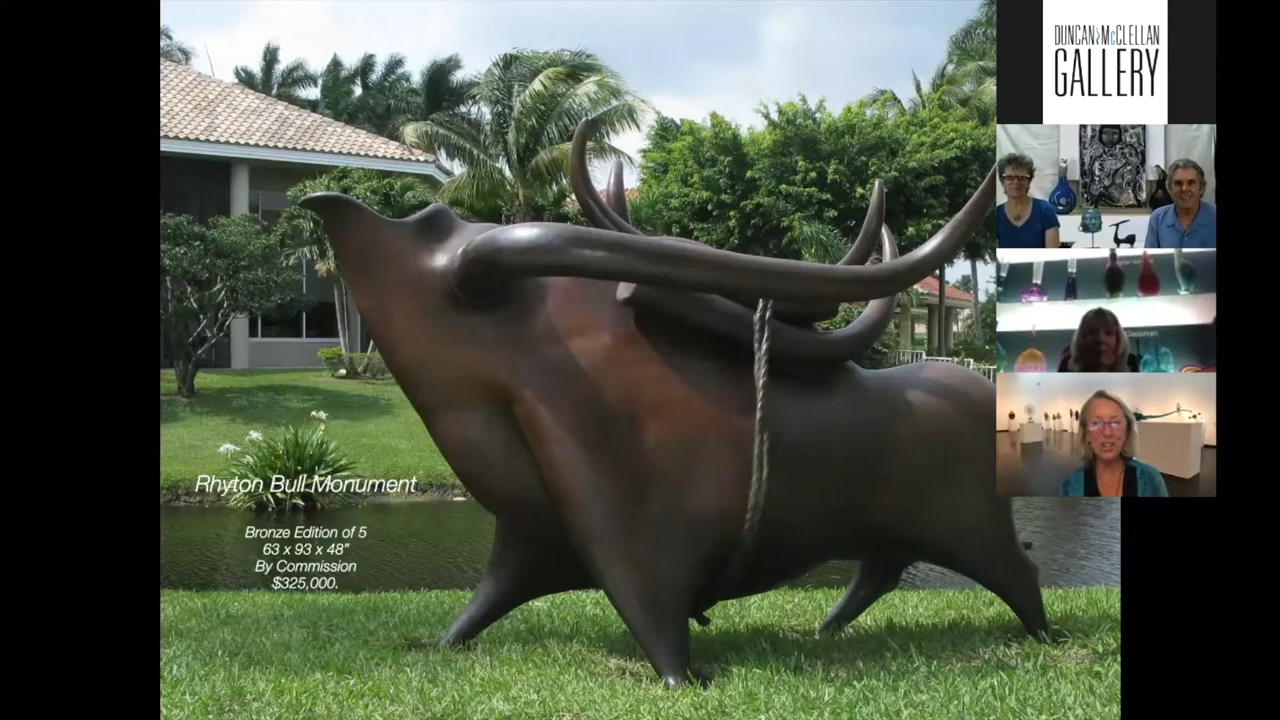 DUNCAN McCLELLAN
GALLERY
Rhyton Bull Monument
Bronze Edition of 5
63 x 93 x 48"
By Commission
$325,000.